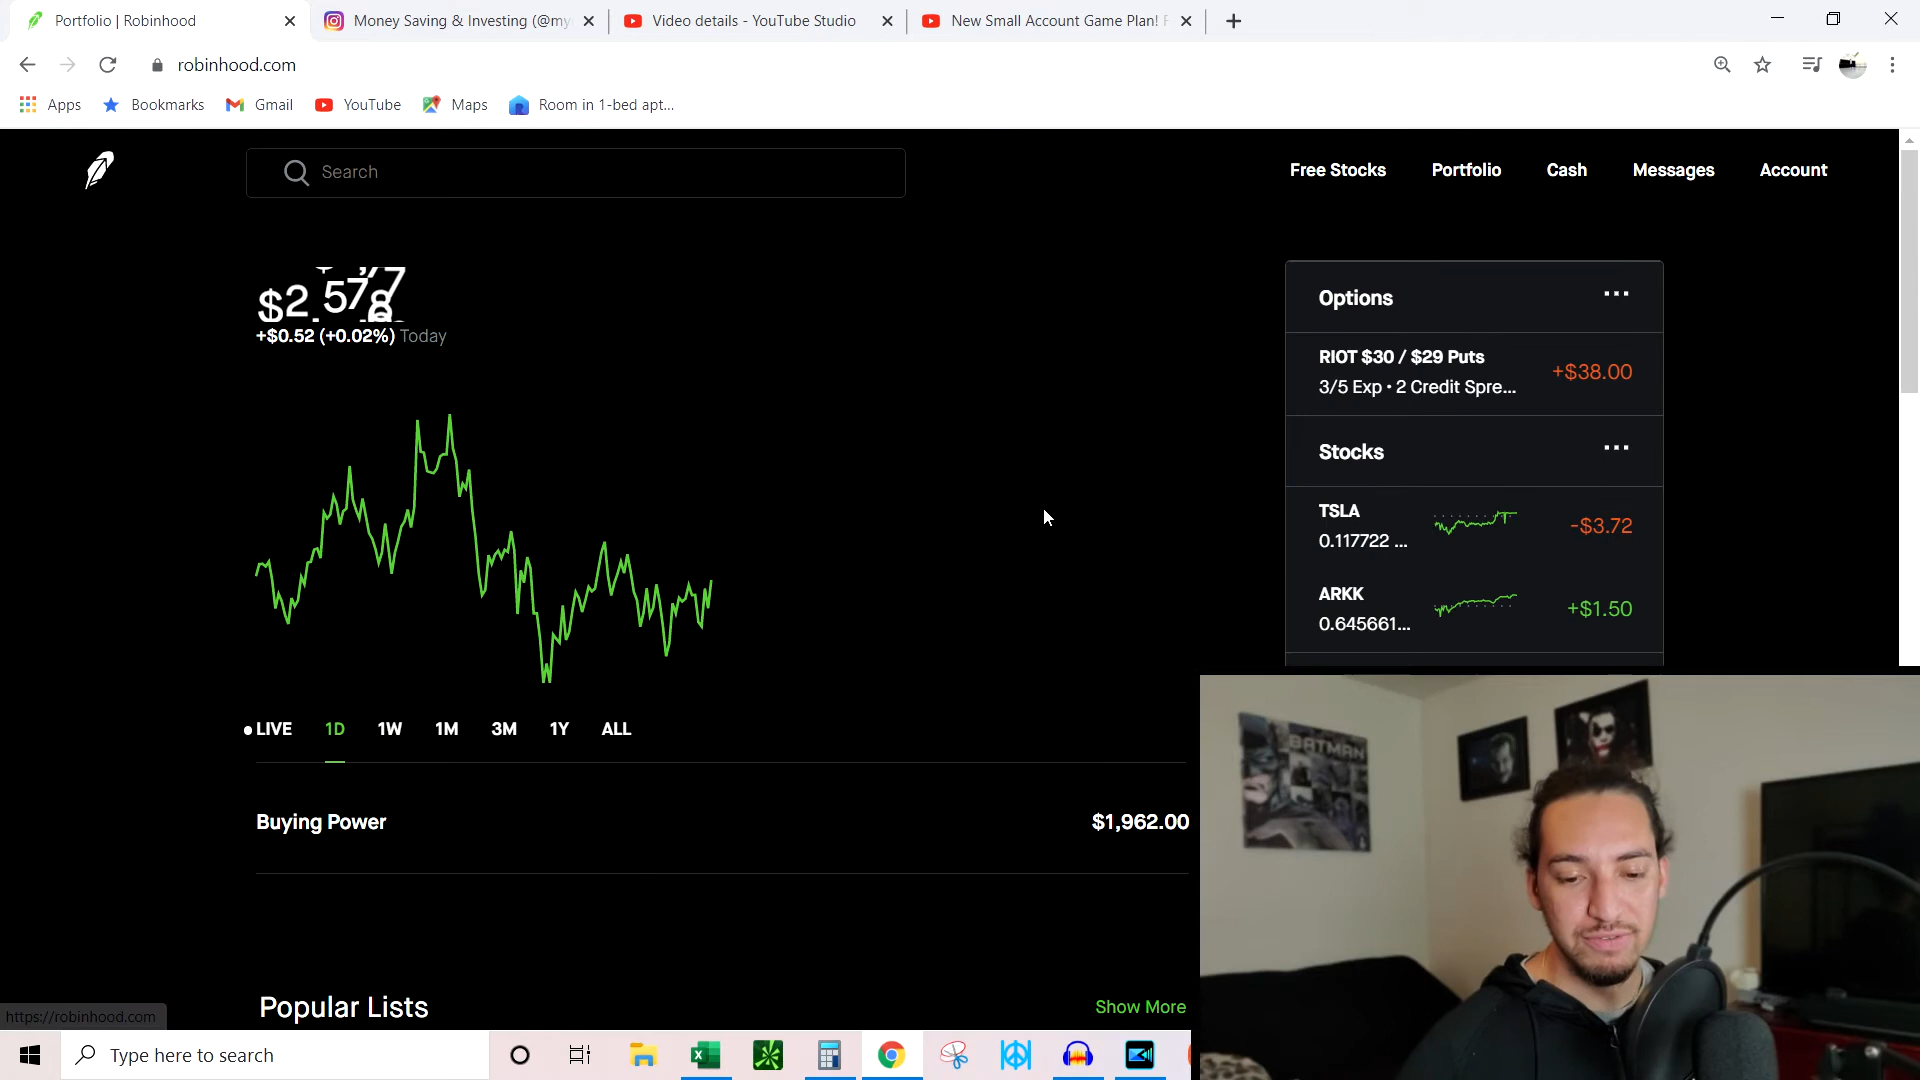 Portfolio | Robinhood
Money Saving & Investing (@my
Video details - YouTube Studio
New Small Account Game Plan!
robinhood.com
Apps
Bookmarks
Gmail
YouTube
Maps
Room in 1-bed apt...
Search
Free Stocks
Portfolio
Cash
Messages
Account
+$0.52 (+0.02%) Today
Options
RIOT $30 / $29 Puts
3/5 Exp • 2 Credit Spre...
+$38.00
Stocks
TSLA
0.117722 ...
-$3.72
ARKK
0.645661...
+$1.50
LIVE
1D
1W
1M
3M
1Y
ALL
Buying Power
$1,962.00
Popular Lists
Show More
https://robinhood.com
Type here to search
BATMAN